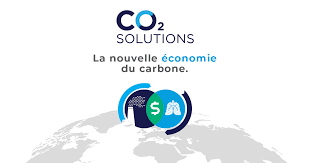 CO2
SOLUTIONS
La nouvelle économie
du carbone.
$